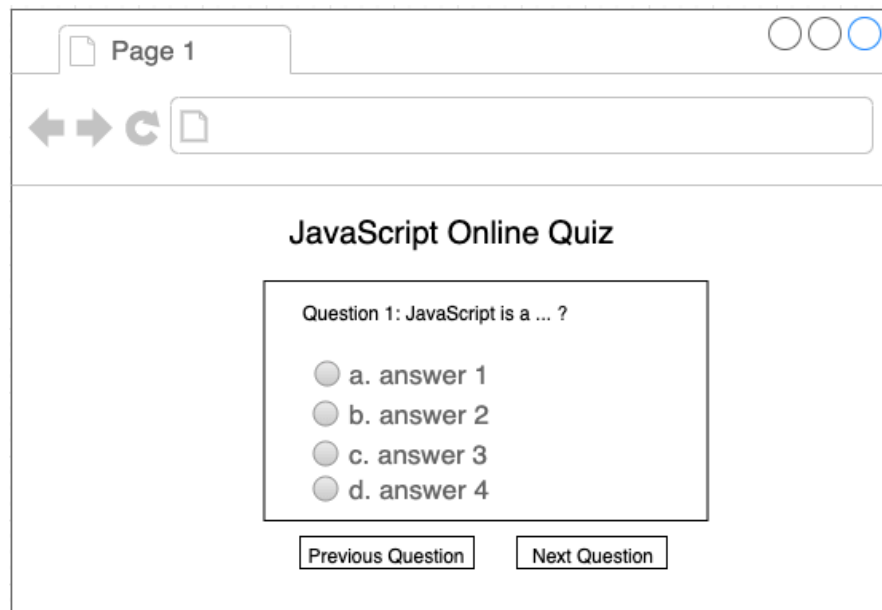 Page 1
JavaScript Online Quiz
Question 1: JavaScript is a ... ?
a. answer 1
b. answer 2
c. answer 3
d. answer 4
Previous Question
Next Question